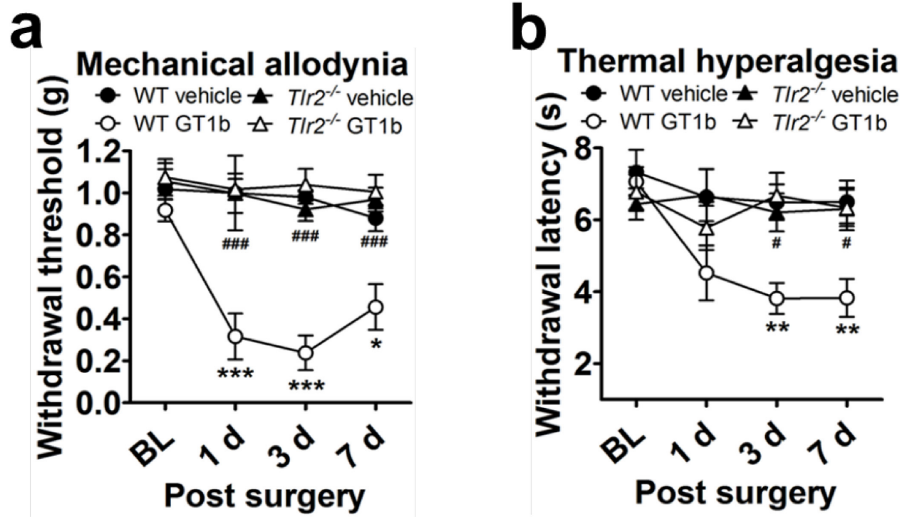 a
Mechanical allodynia
WT vehicle Tlr2-/- vehicle
WT GT1b Tlr2-/- GT1b
Withdrawal threshold (g)
1.2
1.0
0.8
0.6
0.4
0.2
0.0
### ### ###
*** *** *
BL 1 d 3 d 7 d
Post surgery
b
Thermal hyperalgesia
WT vehicle Tlr2-/- vehicle
WT GT1b Tlr2-/- GT1b
Withdrawal latency (s)
8
6
4
2
# #
** **
BL 1 d 3 d 7 d
Post surgery